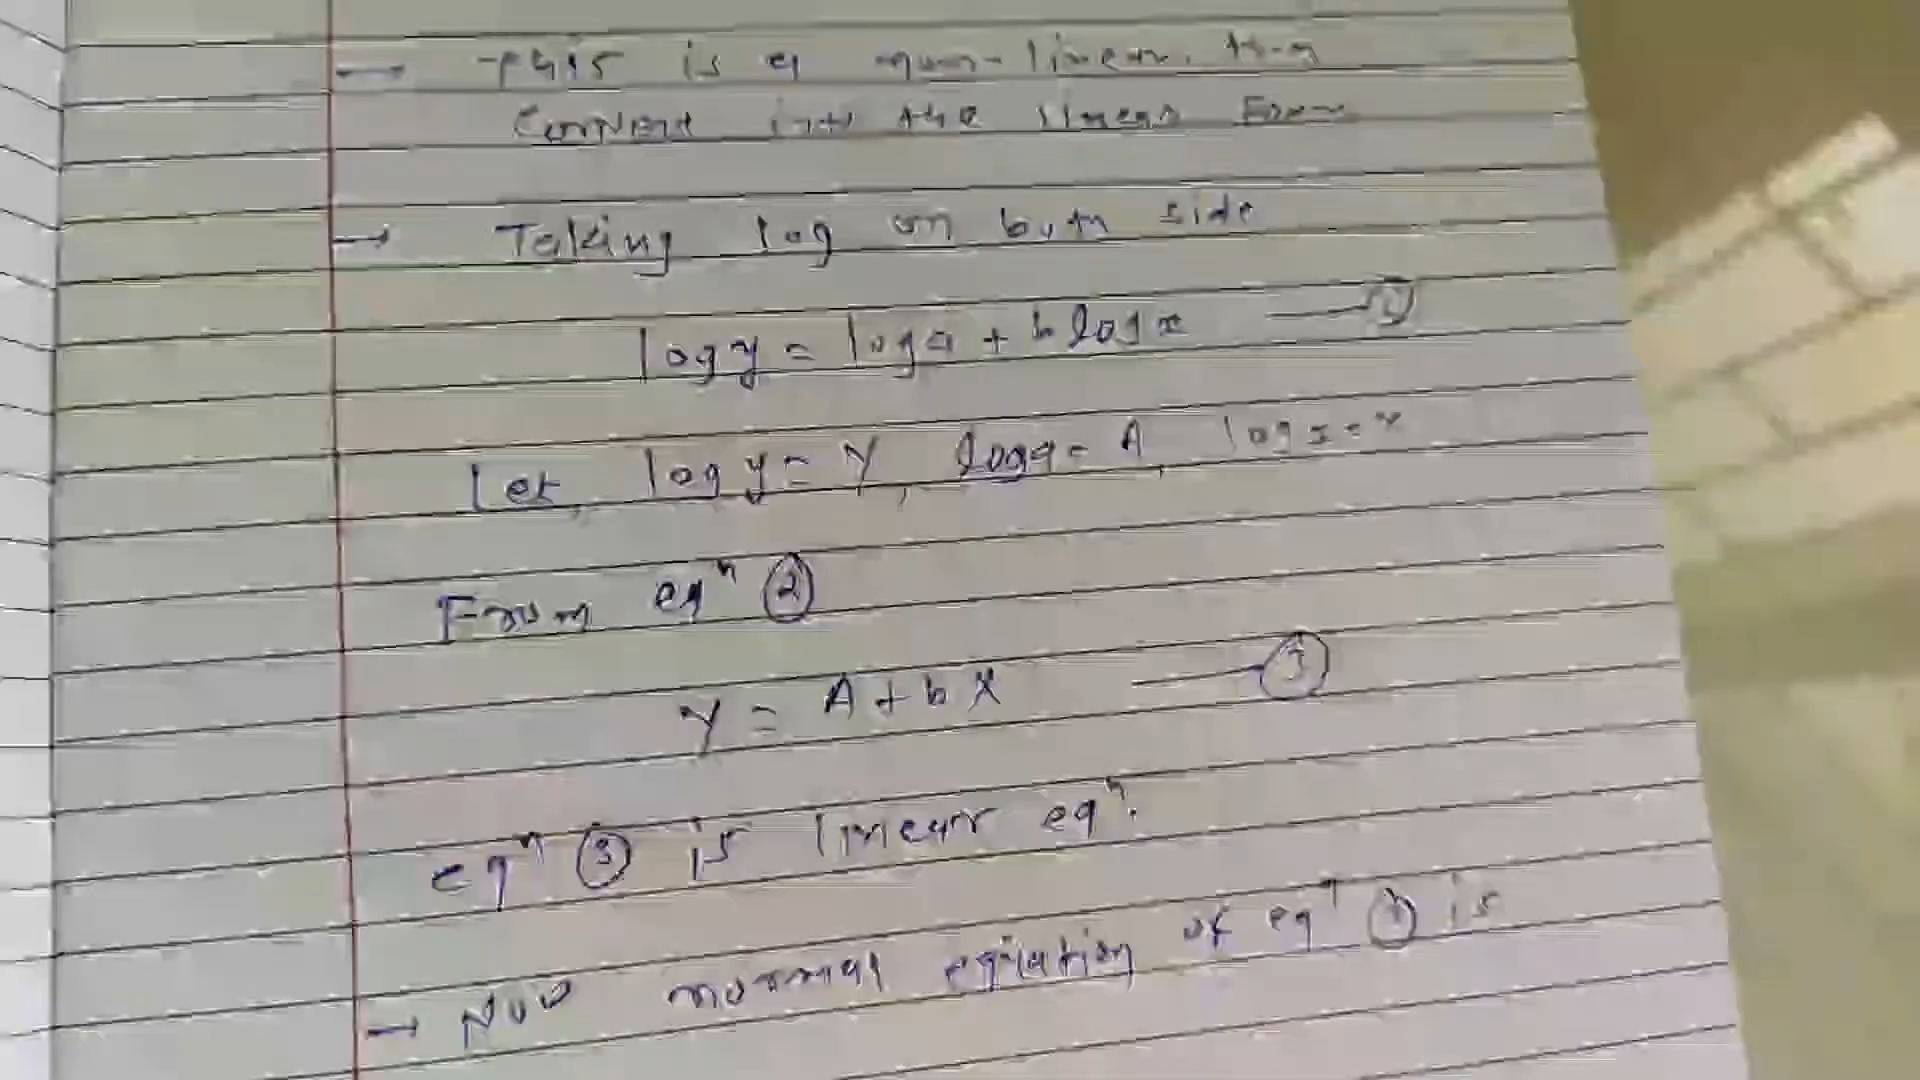 → This is a non-linear.
Convert into the linear Form
→ Taking log on both side
log y = log a + b log x — ②
Let, log y = Y, log a = A, log x = X
From eqⁿ ②
Y = A + b X — ③
eqⁿ ③ is linear eqⁿ.
→ Now normal equation of eqⁿ ③ is